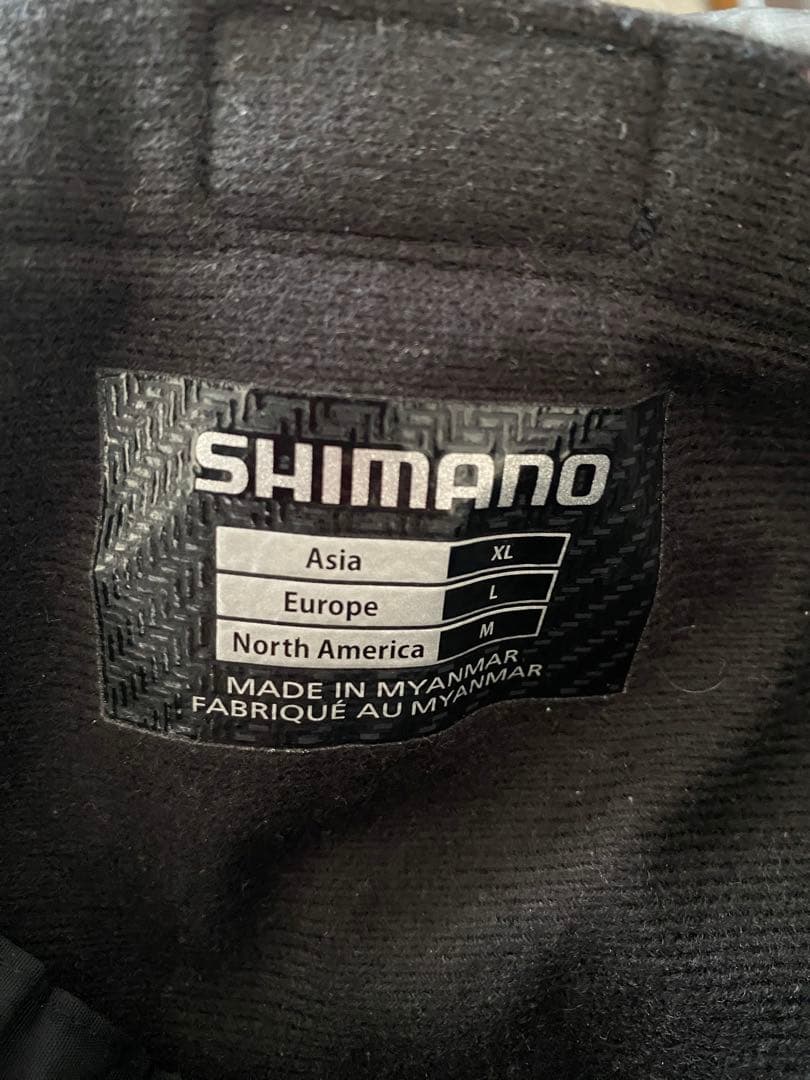 SHIMANO
Asia XL
Europe L
North America M
MADE IN MYANMAR
FABRIQUÉ AU MYANMAR